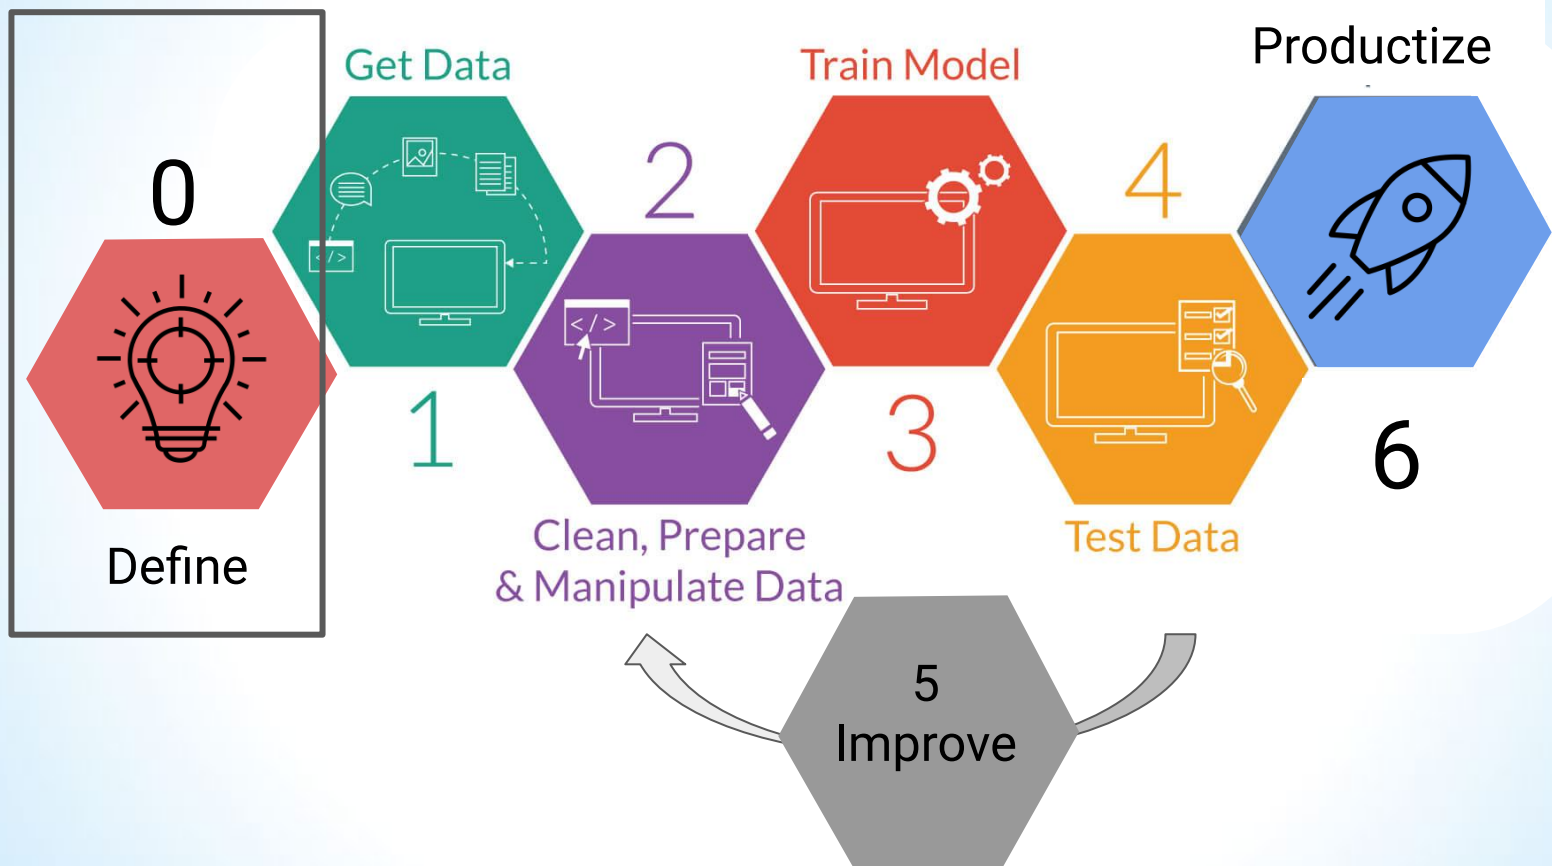 0
Define
Get Data
</>
1
2
</>
Clean, Prepare
& Manipulate Data
Train Model
3
4
Test Data
5
Improve
Productize
6